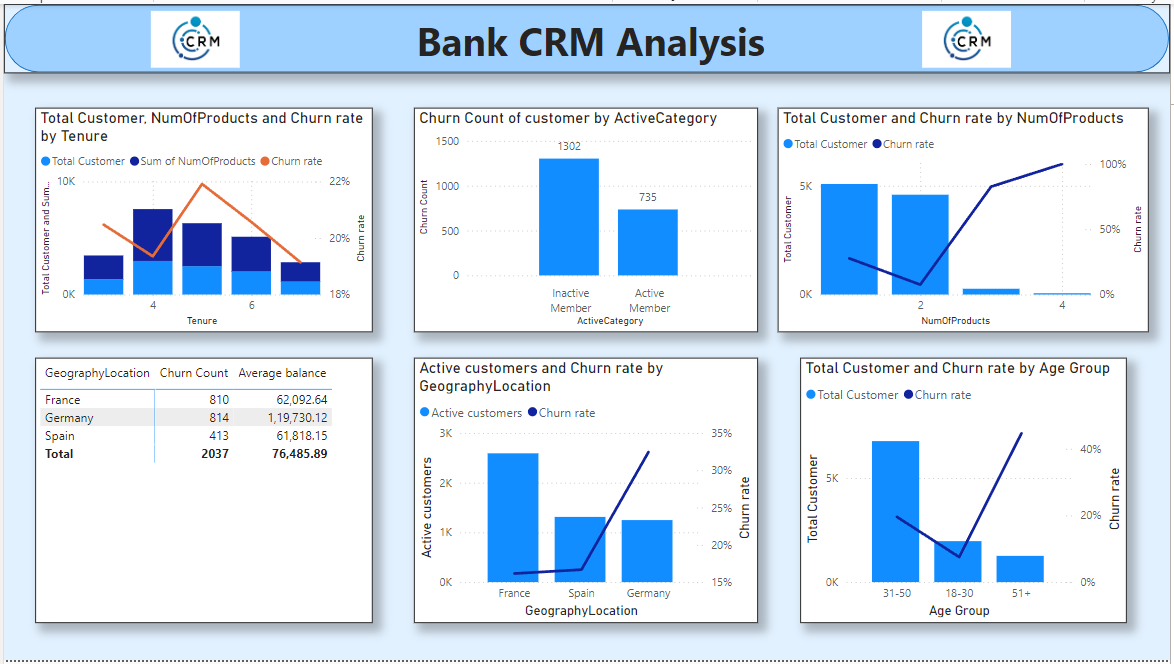 CRM
Bank CRM Analysis
CRM
Total Customer, NumOfProducts and Churn rate
by Tenure
Total Customer Sum of NumOfProducts Churn rate
Total Customer and Sum...
10K
0K
22%
20%
18%
Churn rate
4
6
Tenure
Churn Count of customer by ActiveCategory
Churn Count
1500
1000
500
0
1302
735
Inactive
Member
Active
Member
ActiveCategory
Total Customer and Churn rate by NumOfProducts
Total Customer Churn rate
Total Customer
5K
0K
100%
50%
0%
Churn rate
2
4
NumOfProducts
GeographyLocation Churn Count Average balance
France 810 62,092.64
Germany 814 1,19,730.12
Spain 413 61,818.15
Total 2037 76,485.89
Active customers and Churn rate by
GeographyLocation
Active customers Churn rate
Active customers
3K
2K
1K
0K
35%
30%
25%
20%
15%
Churn rate
France
Spain
Germany
GeographyLocation
Total Customer and Churn rate by Age Group
Total Customer Churn rate
Total Customer
5K
0K
40%
20%
0%
Churn rate
31-50
18-30
51+
Age Group